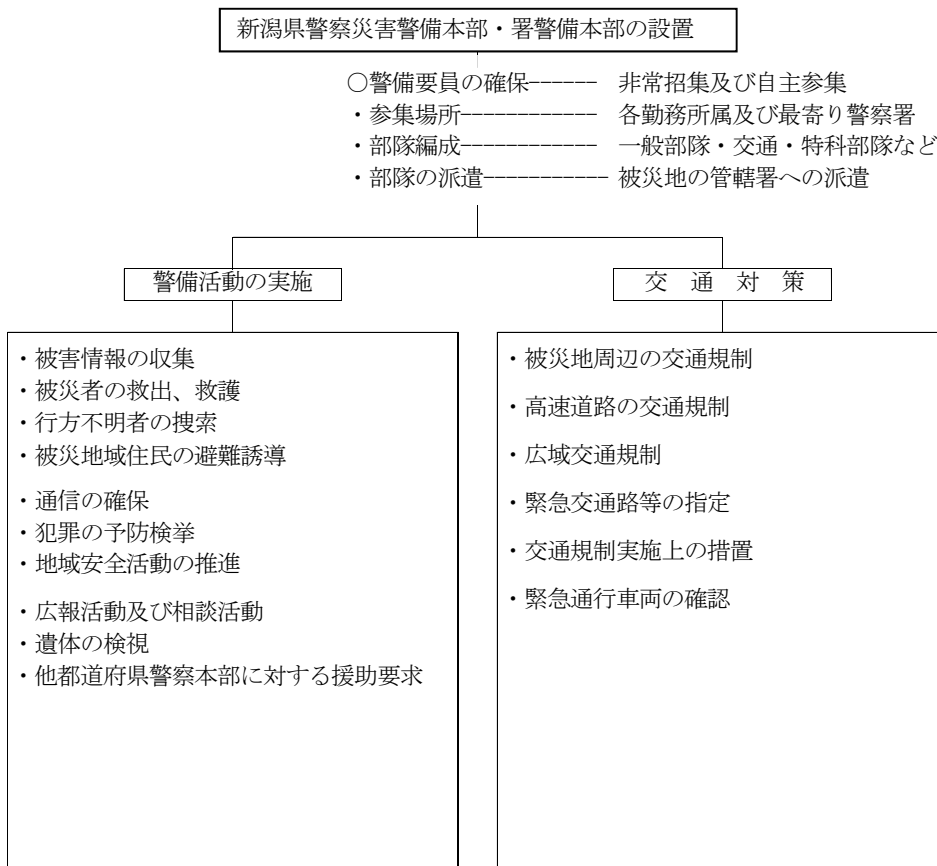 新潟県警察災害警備本部・署警備本部の設置
○警備要員の確保------ 非常招集及び自主参集
・参集場所------------ 各勤務所属及び最寄り警察署
・部隊編成------------ 一般部隊・交通・特科部隊など
・部隊の派遣----------- 被災地の管轄署への派遣
警備活動の実施
交 通 対 策
・被害情報の収集
・被災者の救出、救護
・行方不明者の捜索
・被災地域住民の避難誘導
・通信の確保
・犯罪の予防検挙
・地域安全活動の推進
・広報活動及び相談活動
・遺体の検視
・他都道府県警察本部に対する援助要求
・被災地周辺の交通規制
・高速道路の交通規制
・広域交通規制
・緊急交通路等の指定
・交通規制実施上の措置
・緊急通行車両の確認